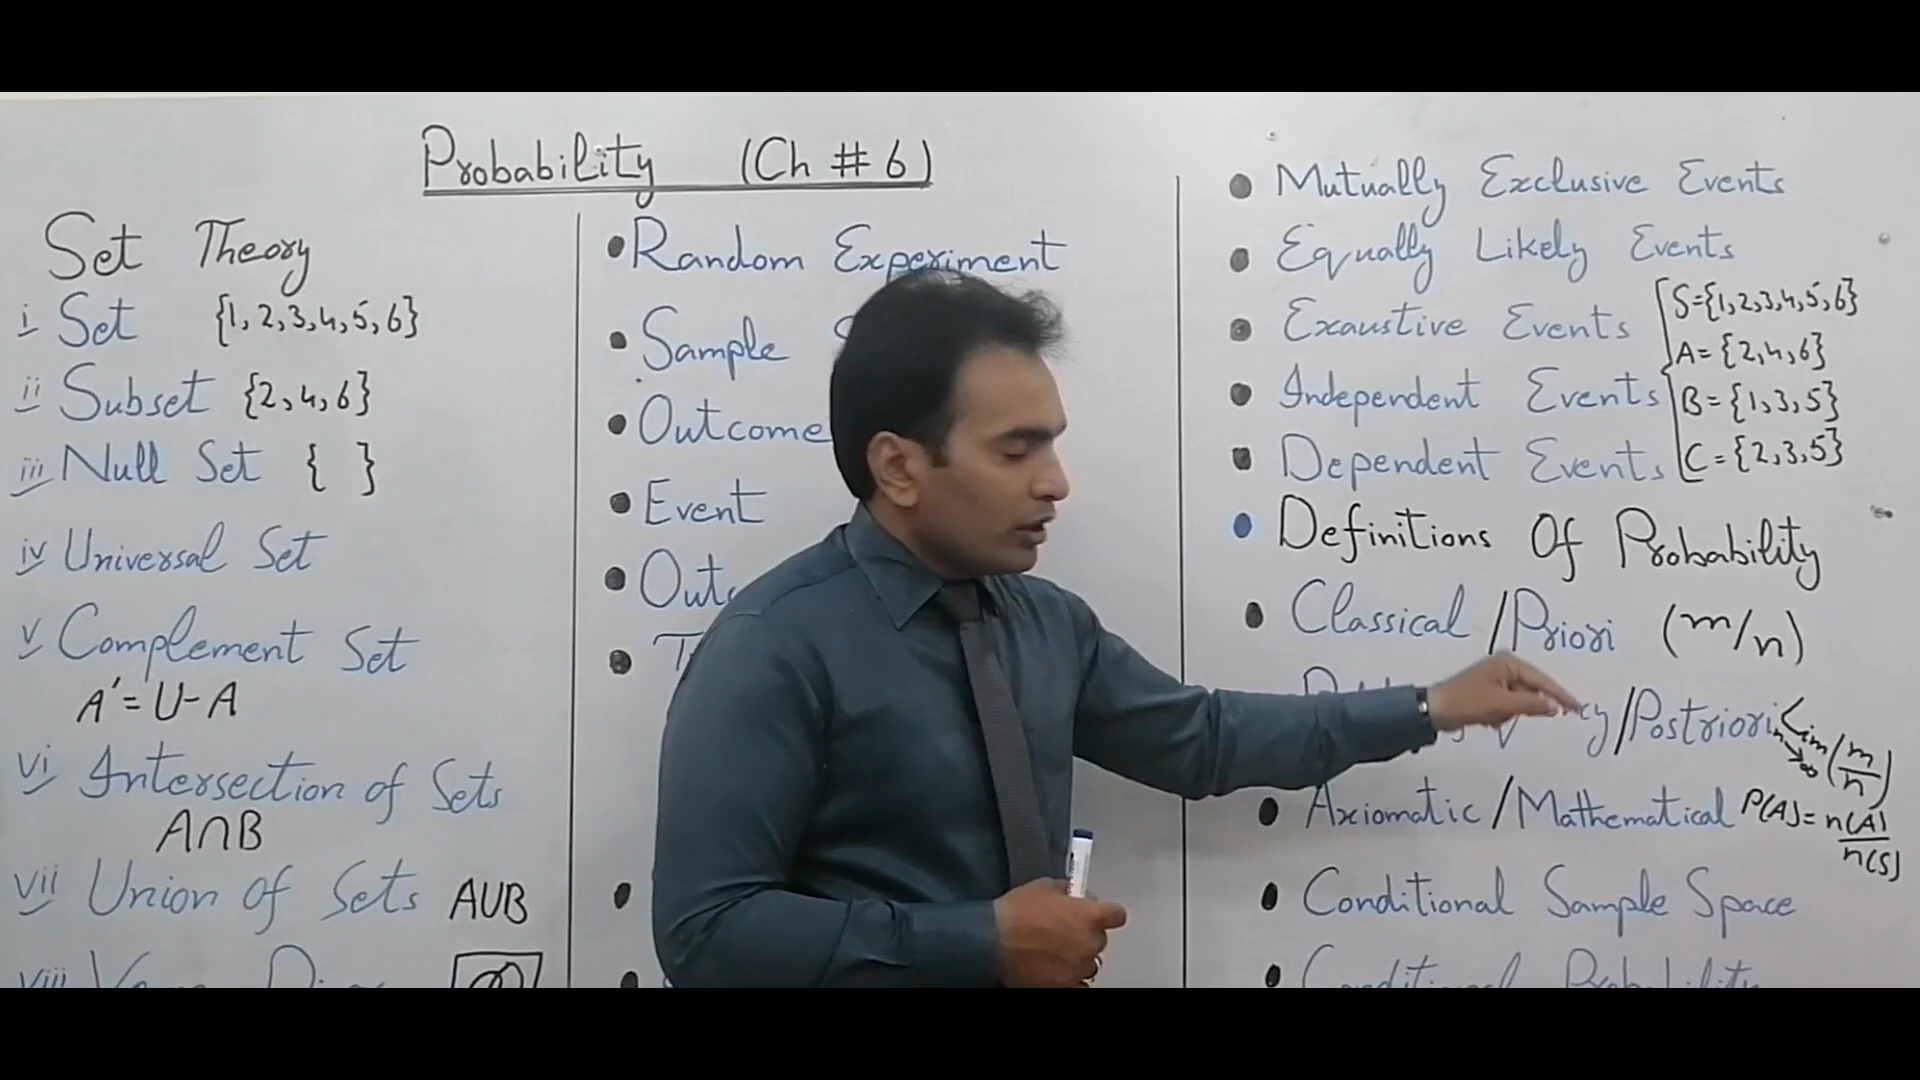 Probability (Ch # 6)
Set Theory
i Set {1,2,3,4,5,6}
ii Subset {2,4,6}
iii Null Set { }
iv Universal Set
v Complement Set
A′ = U-A
vi Intersection of Sets
A∩B
vii Union of Sets A∪B
viii
• Random Experiment
• Sample
• Outcome
• Event
•
•
•
• Mutually Exclusive Events
• Equally Likely Events
• Exaustive Events
• Independent Events
• Dependent Events
S={1,2,3,4,5,6}
A={2,4,6}
B={1,3,5}
C={2,3,5}
• Definitions Of Probability
• Classical/Priori (m/n)
/Postriori Lim n→∞ (m/n)
• Axiomatic/Mathematical P(A)=n(A)/n(S)
• Conditional Sample Space
• Conditional Probability